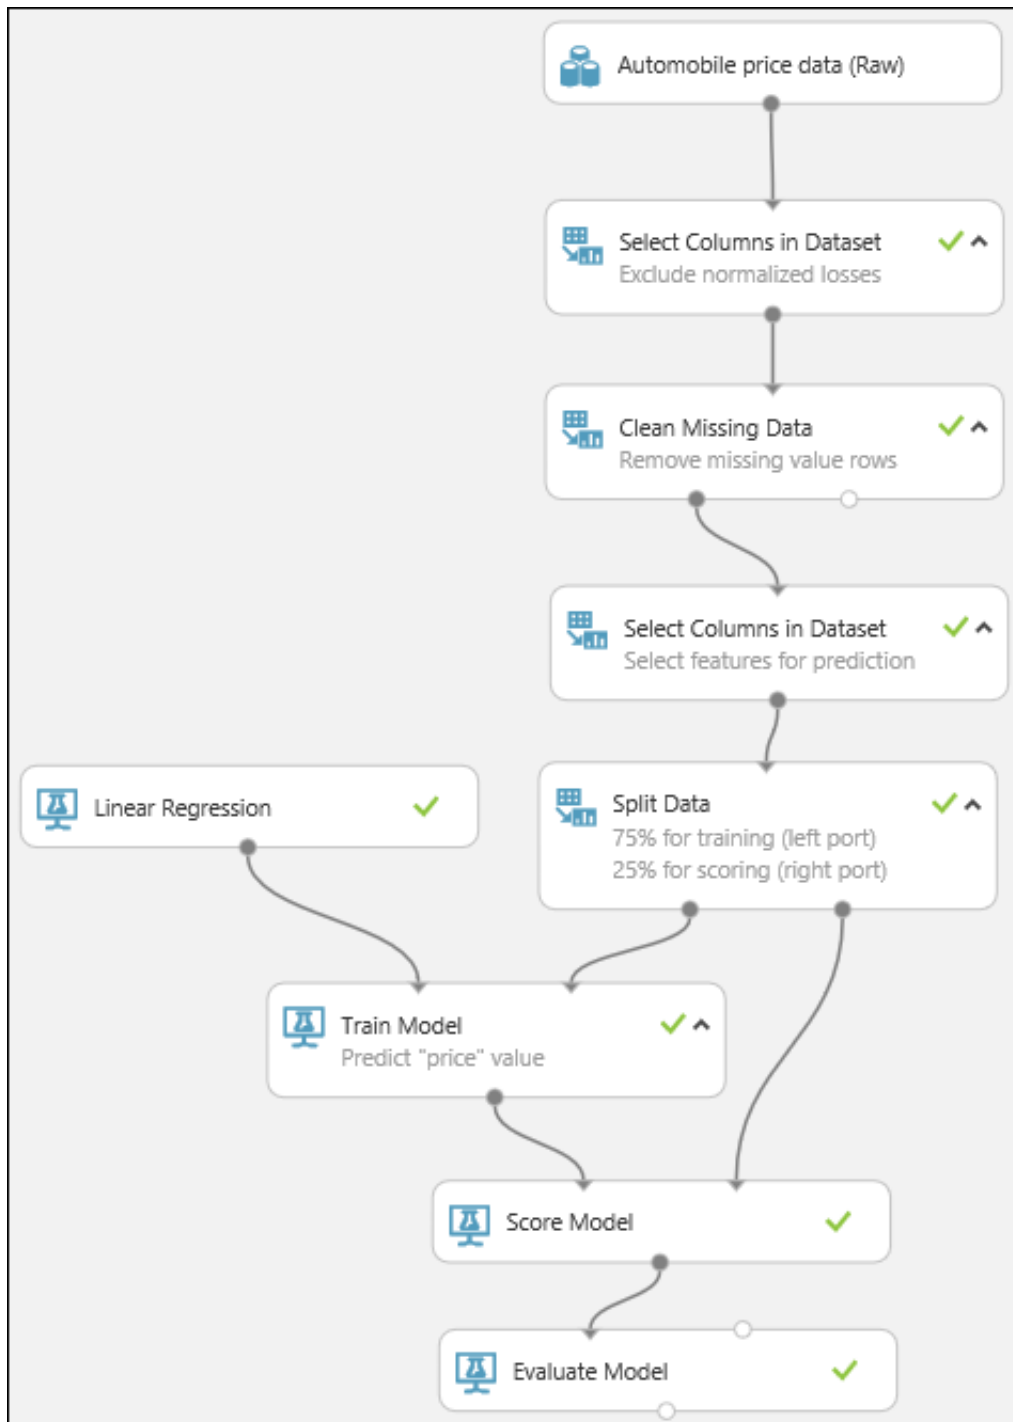 Automobile price data (Raw)
Select Columns in Dataset
Exclude normalized losses
Clean Missing Data
Remove missing value rows
Select Columns in Dataset
Select features for prediction
Linear Regression
Split Data
75% for training (left port)
25% for scoring (right port)
Train Model
Predict "price" value
Score Model
Evaluate Model